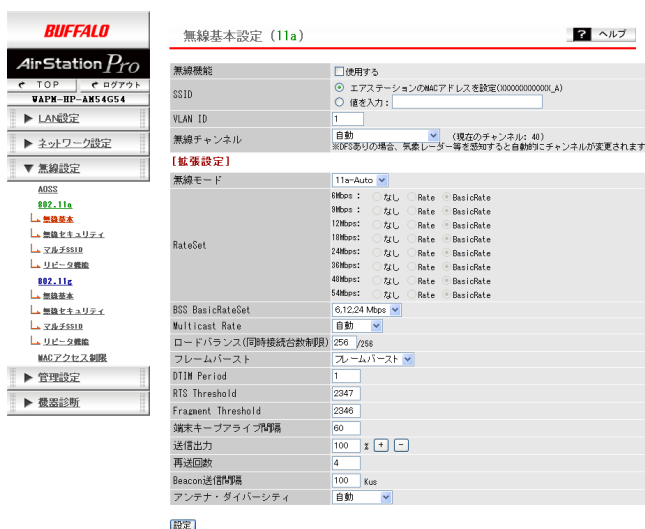 BUFFALO
AirStation Pro
TOP ログアウト
WAPM-HP-AM54G54
▶ LAN設定
▶ ネットワーク設定
▼ 無線設定
AOSS
802.11a
無線基本
無線セキュリティ
マルチSSID
リピータ機能
802.11g
無線基本
無線セキュリティ
マルチSSID
リピータ機能
MACアクセス制限
▶ 管理設定
▶ 機器診断
無線基本設定 (11a)
? ヘルプ
無線機能 使用する
SSID エアステーションのMACアドレスを設定(XXXXXXXXXXXX_A)
値を入力:
VLAN ID 1
無線チャンネル 自動 (現在のチャンネル: 40)
※DFSありの場合、気象レーダー等を感知すると自動的にチャンネルが変更されます
[拡張設定]
無線モード 11a-Auto
RateSet
6Mbps : なし Rate BasicRate
9Mbps : なし Rate BasicRate
12Mbps: なし Rate BasicRate
18Mbps: なし Rate BasicRate
24Mbps: なし Rate BasicRate
36Mbps: なし Rate BasicRate
48Mbps: なし Rate BasicRate
54Mbps: なし Rate BasicRate
BSS BasicRateSet 6,12,24 Mbps
Multicast Rate 自動
ロードバランス(同時接続台数制限) 256 /256
フレームバースト フレームバースト
DTIM Period 1
RTS Threshold 2347
Fragment Threshold 2346
端末キープアライブ間隔 60
送信出力 100 % + -
再送回数 4
Beacon送信間隔 100 Kus
アンテナ・ダイバーシティ 自動
設定